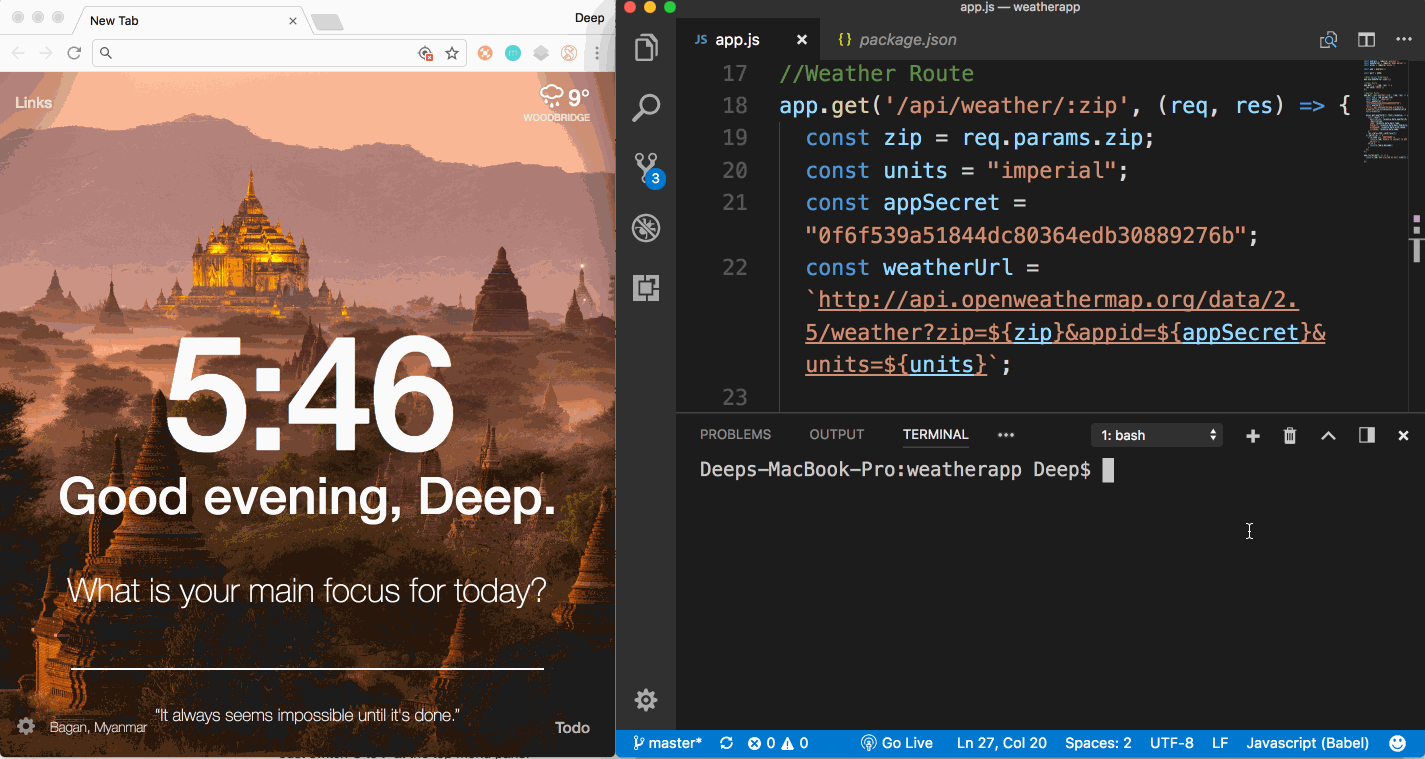 New Tab
Deep
Links
9°
WOODBRIDGE
5:46
Good evening, Deep.
What is your main focus for today?
“It always seems impossible until it's done.”
Bagan, Myanmar
Todo
app.js — weatherapp
JS app.js
{} package.json
3
17 //Weather Route
18 app.get('/api/weather/:zip', (req, res) => {
19 const zip = req.params.zip;
20 const units = "imperial";
21 const appSecret =
"0f6f539a51844dc80364edb30889276b";
22 const weatherUrl =
`http://api.openweathermap.org/data/2.
5/weather?zip=${zip}&appid=${appSecret}&
units=${units}`;
23
PROBLEMS OUTPUT TERMINAL ••• 1: bash
Deeps-MacBook-Pro:weatherapp Deep$
master* 0 0 Go Live Ln 27, Col 20 Spaces: 2 UTF-8 LF Javascript (Babel)